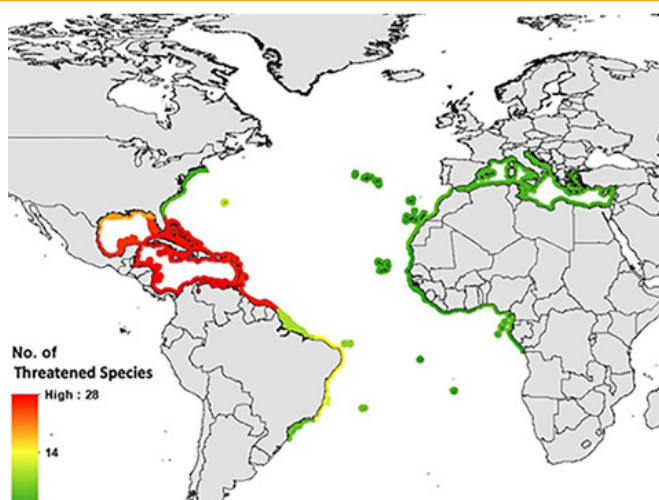 No. of
Threatened Species
High : 28
14